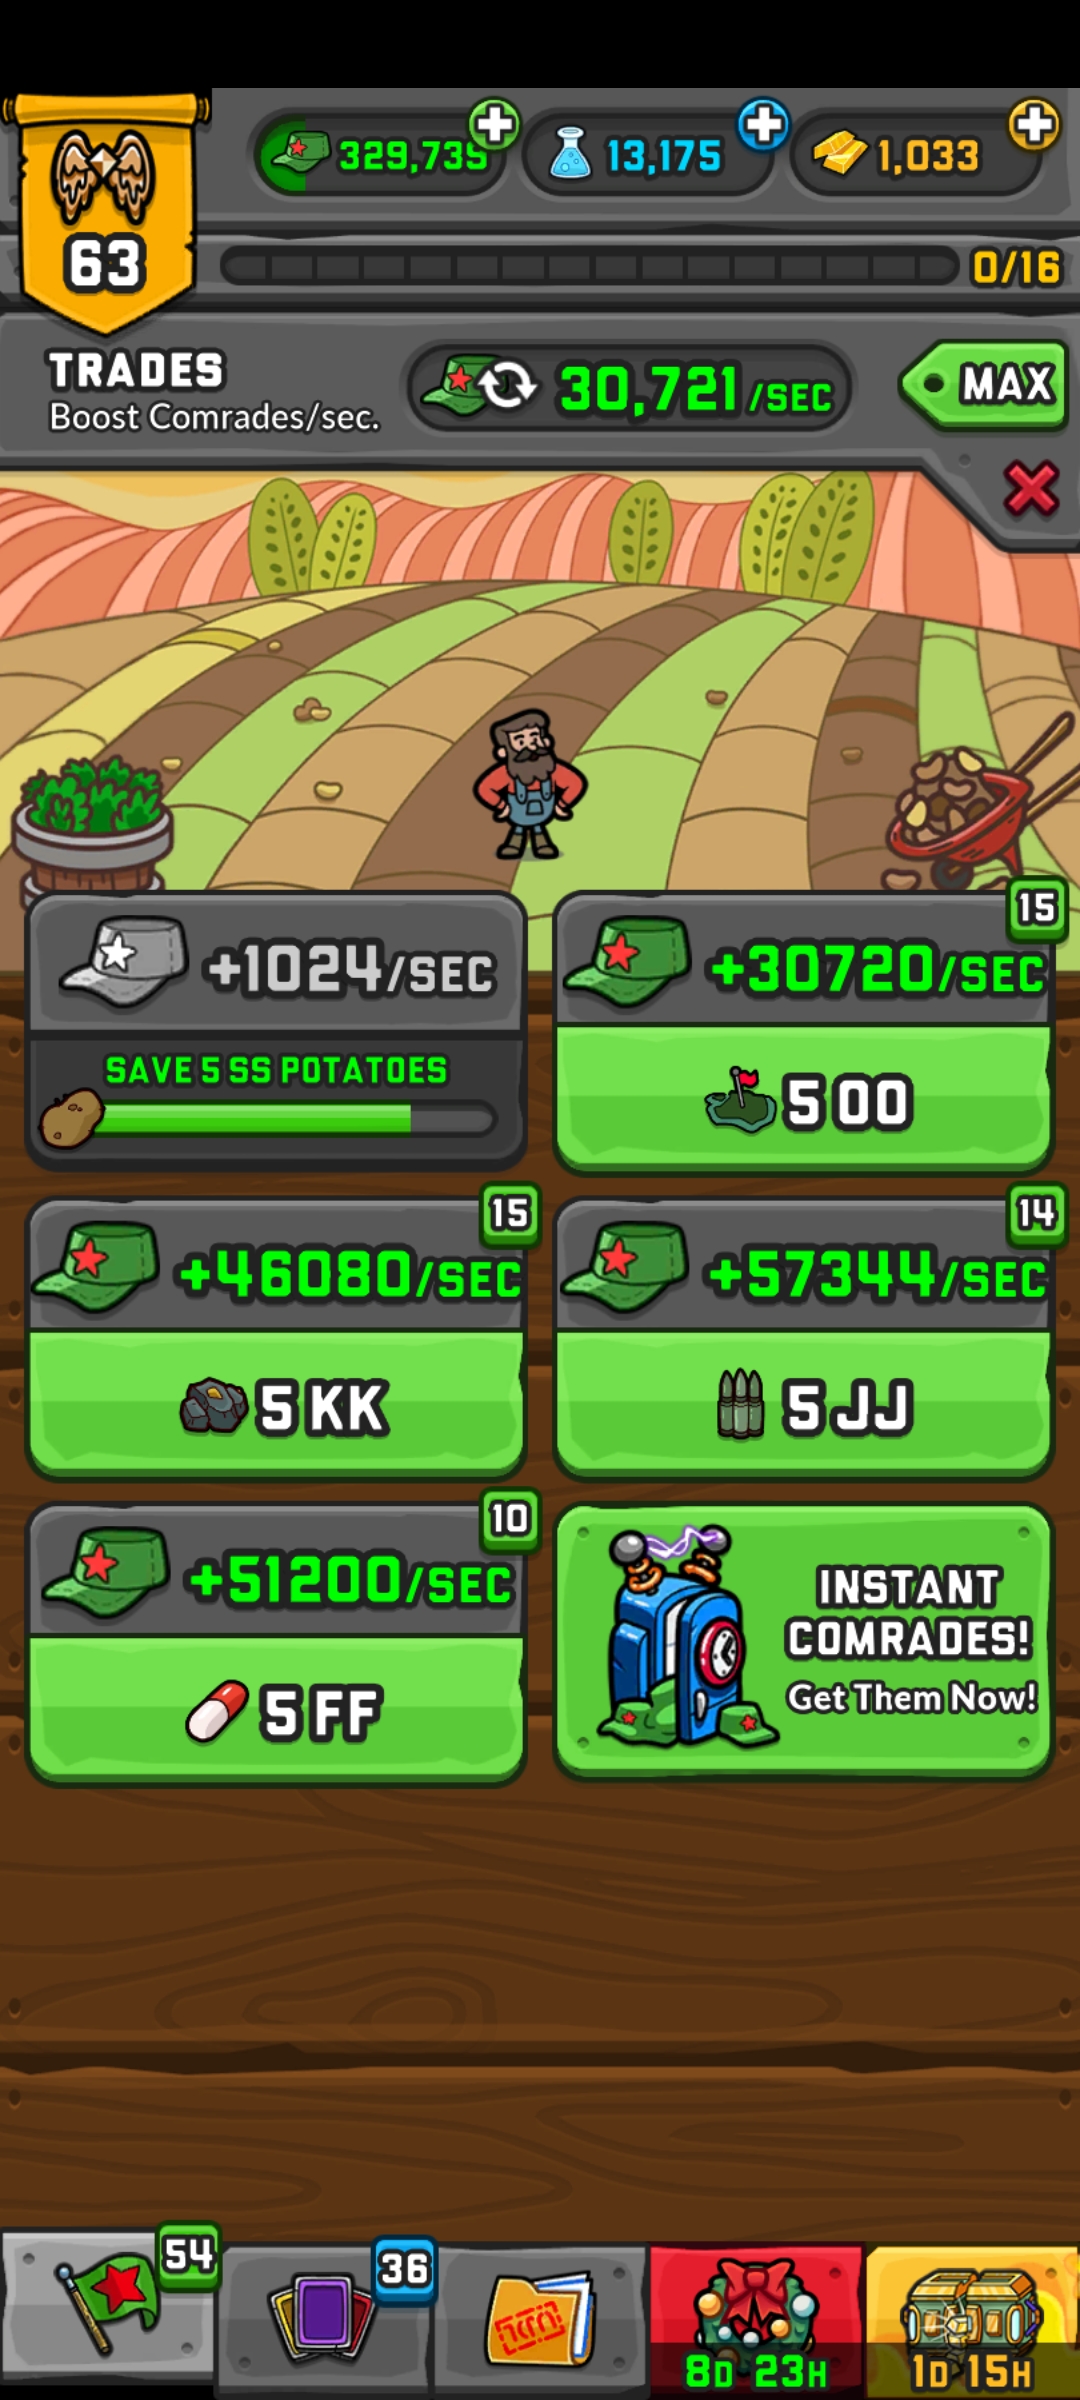 329,735
13,175
1,033
63
0/16
TRADES
Boost Comrades/sec.
30,721/SEC
MAX
+1024/SEC
SAVE 5 SS POTATOES
15
+30720/SEC
5 OO
15
+46080/SEC
5 KK
14
+57344/SEC
5 JJ
10
+51200/SEC
5 FF
INSTANT
COMRADES!
Get Them Now!
54
36
8D 23H
1D 15H